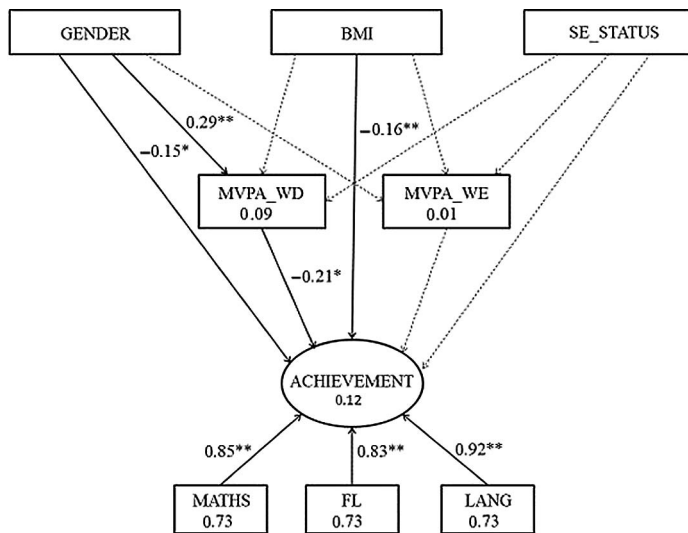 GENDER
BMI
SE_STATUS
0.29**
−0.16**
−0.15*
MVPA_WD
0.09
MVPA_WE
0.01
−0.21*
ACHIEVEMENT
0.12
0.85**
0.83**
0.92**
MATHS
0.73
FL
0.73
LANG
0.73